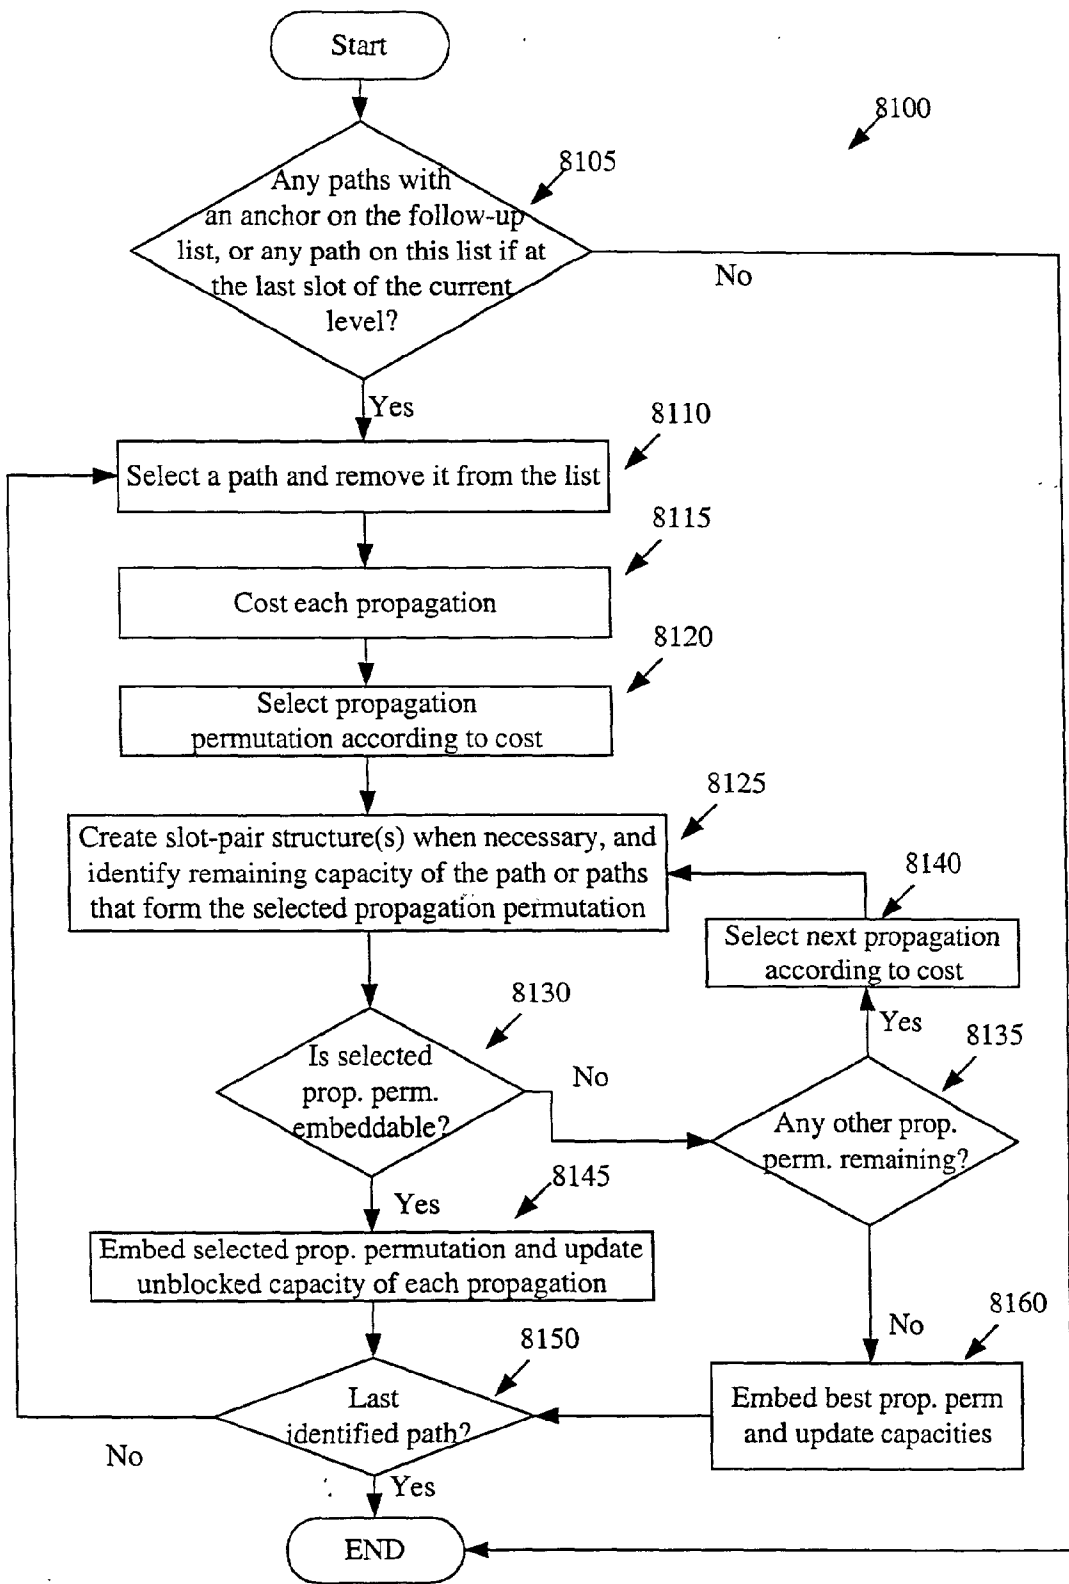 Start
8100
8105
Any paths with
an anchor on the follow-up
list, or any path on this list if at
the last slot of the current
level?
No
Yes
8110
Select a path and remove it from the list
8115
Cost each propagation
8120
Select propagation
permutation according to cost
8125
Create slot-pair structure(s) when necessary, and
identify remaining capacity of the path or paths
that form the selected propagation permutation
8140
Select next propagation
according to cost
8130
Is selected
prop. perm.
embeddable?
No
Yes
8135
Any other prop.
perm. remaining?
Yes
8145
Embed selected prop. permutation and update
unblocked capacity of each propagation
No
8160
Embed best prop. perm
and update capacities
8150
Last
identified path?
No
Yes
END